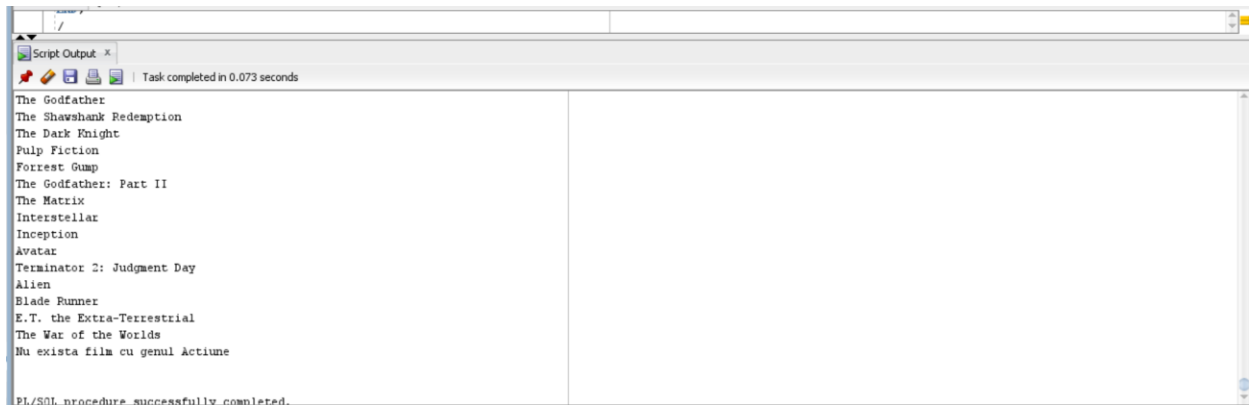 /
Script Output x
Task completed in 0.073 seconds
The Godfather
The Shawshank Redemption
The Dark Knight
Pulp Fiction
Forrest Gump
The Godfather: Part II
The Matrix
Interstellar
Inception
Avatar
Terminator 2: Judgment Day
Alien
Blade Runner
E.T. the Extra-Terrestrial
The War of the Worlds
Nu exista film cu genul Actiune
PL/SQL procedure successfully completed.